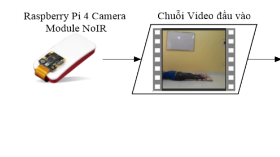 Raspberry Pi 4 Camera
Module NoIR
Chuỗi Video đầu vào